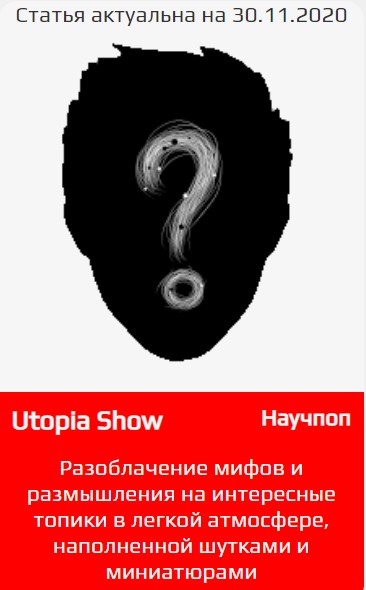 Статья актуальна на 30.11.2020
?
Utopia Show
Научпоп
Разоблачение мифов и
размышления на интересные
топики в легкой атмосфере,
наполненной шутками и
миниатюрами